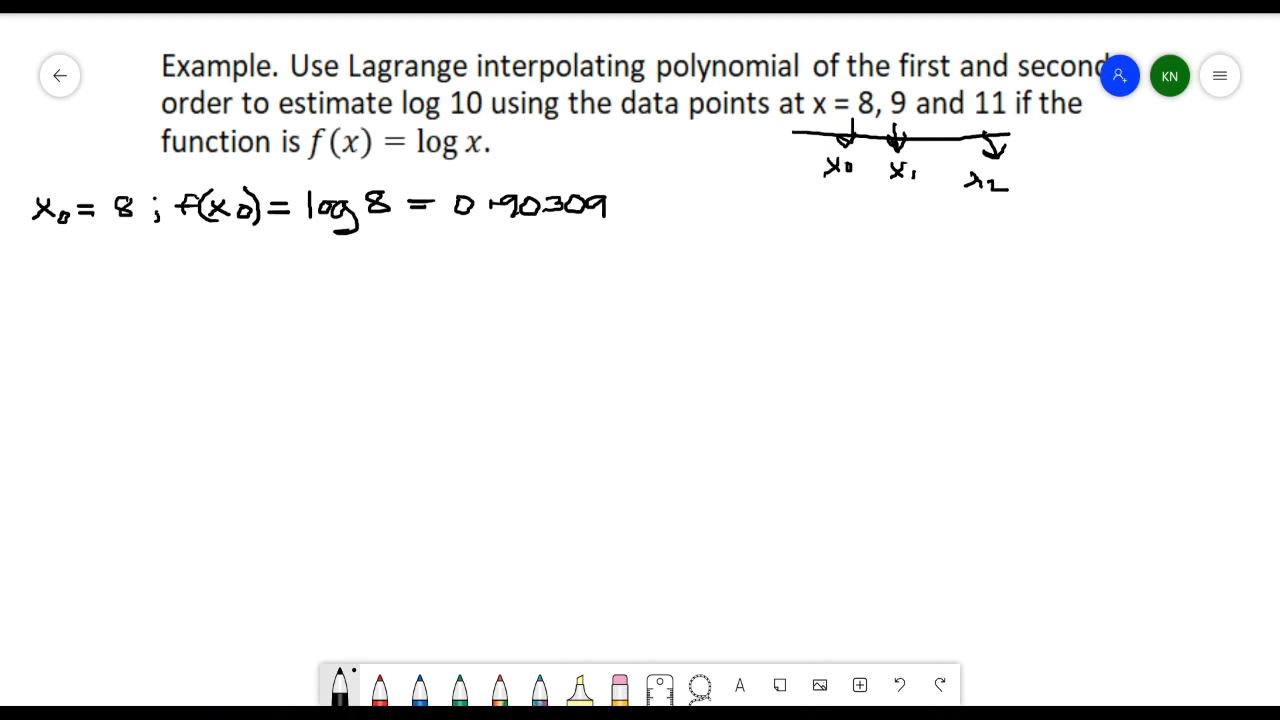 Example. Use Lagrange interpolating polynomial of the first and second
order to estimate log 10 using the data points at x = 8, 9 and 11 if the
function is f(x) = log x.
KN
x0 x1 x2
x0 = 8 ; f(x0) = log 8 = 0.90309
A